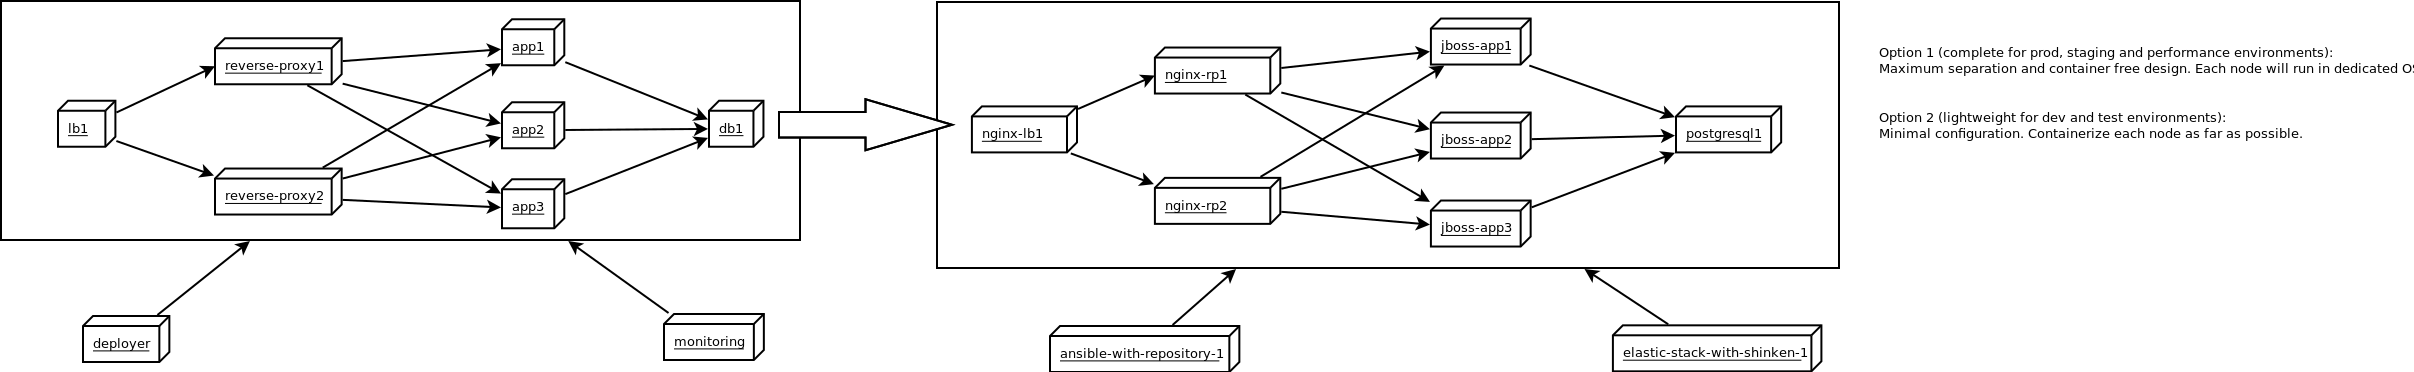 lb1
reverse-proxy1
reverse-proxy2
app1
app2
app3
db1
deployer
monitoring
nginx-lb1
nginx-rp1
nginx-rp2
jboss-app1
jboss-app2
jboss-app3
postgresql1
ansible-with-repository-1
elastic-stack-with-shinken-1
Option 1 (complete for prod, staging and performance environments):
Maximum separation and container free design. Each node will run in dedicated
Option 2 (lightweight for dev and test environments):
Minimal configuration. Containerize each node as far as possible.